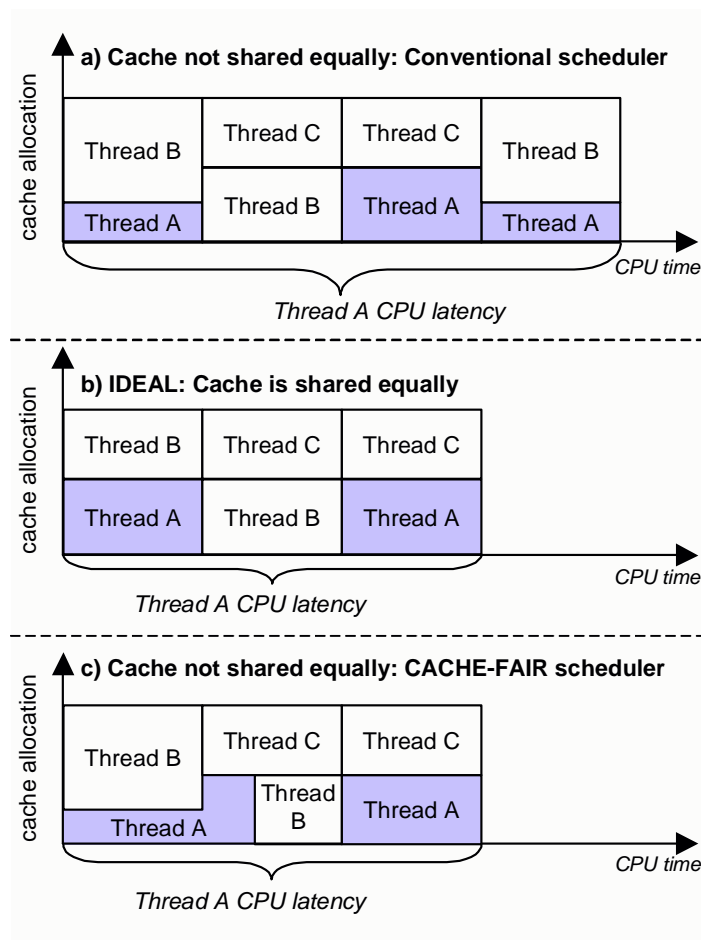 a) Cache not shared equally: Conventional scheduler
cache allocation
Thread B
Thread A
Thread C
Thread B
Thread C
Thread A
Thread B
Thread A
CPU time
Thread A CPU latency
b) IDEAL: Cache is shared equally
cache allocation
Thread B
Thread A
Thread C
Thread B
Thread C
Thread A
CPU time
Thread A CPU latency
c) Cache not shared equally: CACHE-FAIR scheduler
cache allocation
Thread B
Thread A
Thread C
Thread
B
Thread C
Thread A
CPU time
Thread A CPU latency